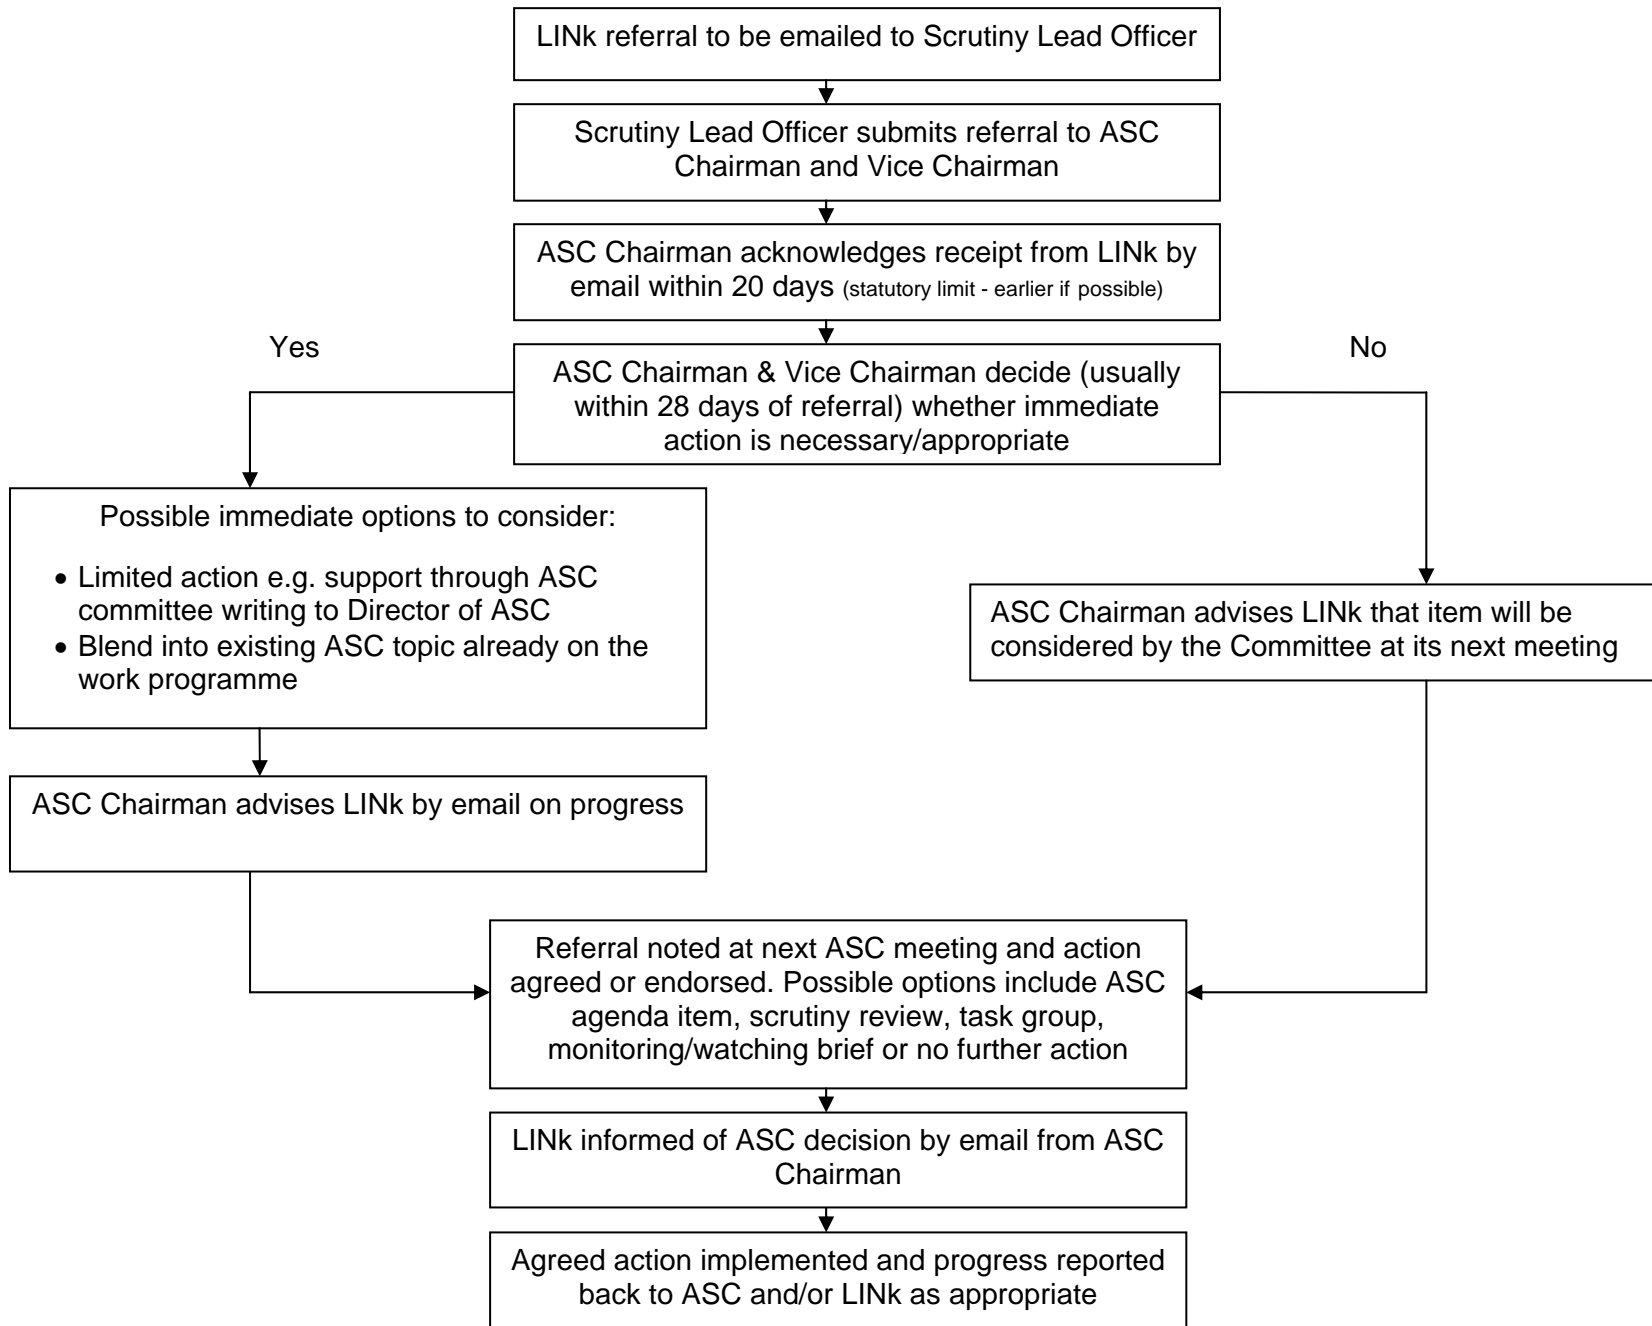 LINk referral to be emailed to Scrutiny Lead Officer
Scrutiny Lead Officer submits referral to ASC
Chairman and Vice Chairman
ASC Chairman acknowledges receipt from LINk by
email within 20 days (statutory limit - earlier if possible)
Yes
No
ASC Chairman & Vice Chairman decide (usually
within 28 days of referral) whether immediate
action is necessary/appropriate
Possible immediate options to consider:
• Limited action e.g. support through ASC
committee writing to Director of ASC
• Blend into existing ASC topic already on the
work programme
ASC Chairman advises LINk that item will be
considered by the Committee at its next meeting
ASC Chairman advises LINk by email on progress
Referral noted at next ASC meeting and action
agreed or endorsed. Possible options include ASC
agenda item, scrutiny review, task group,
monitoring/watching brief or no further action
LINk informed of ASC decision by email from ASC
Chairman
Agreed action implemented and progress reported
back to ASC and/or LINk as appropriate